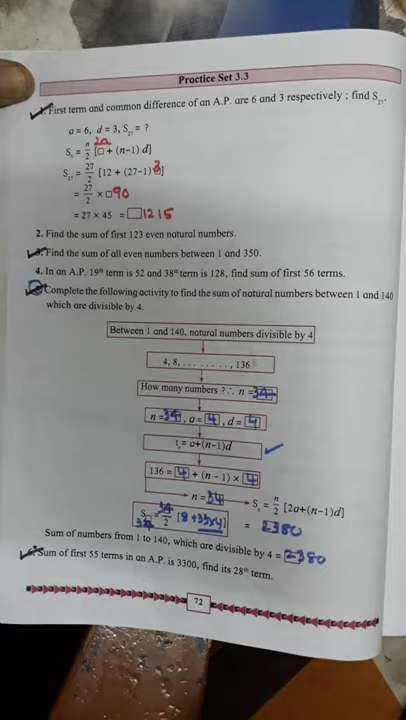 Practice Set 3.3
1. First term and common difference of an A.P. are 6 and 3 respectively ; find S₂₇.
a = 6, d = 3, S₂₇ = ?
Sₙ = n/2 [□ + (n−1) d] 2a
S₂₇ = 27/2 [12 + (27−1) □] 3
= 27/2 × □ 90
= 27 × 45 = □ 1215
2. Find the sum of first 123 even natural numbers.
3. Find the sum of all even numbers between 1 and 350.
4. In an A.P. 19th term is 52 and 38th term is 128, find sum of first 56 terms.
Complete the following activity to find the sum of natural numbers between 1 and 140
which are divisible by 4.
Between 1 and 140, natural numbers divisible by 4
4, 8, . . . . . . . . , 136
How many numbers ? ∴ n = 34
n = 34, a = 4, d = 4
tₙ = a+(n−1)d
136 = 4 + (n − 1) × 4
n = 34
Sₙ = n/2 [2a+(n−1)d]
S 34 = 34/2 [8 + 33×4] = 2380
Sum of numbers from 1 to 140, which are divisible by 4 = 2380
6. Sum of first 55 terms in an A.P. is 3300, find its 28th term.
72